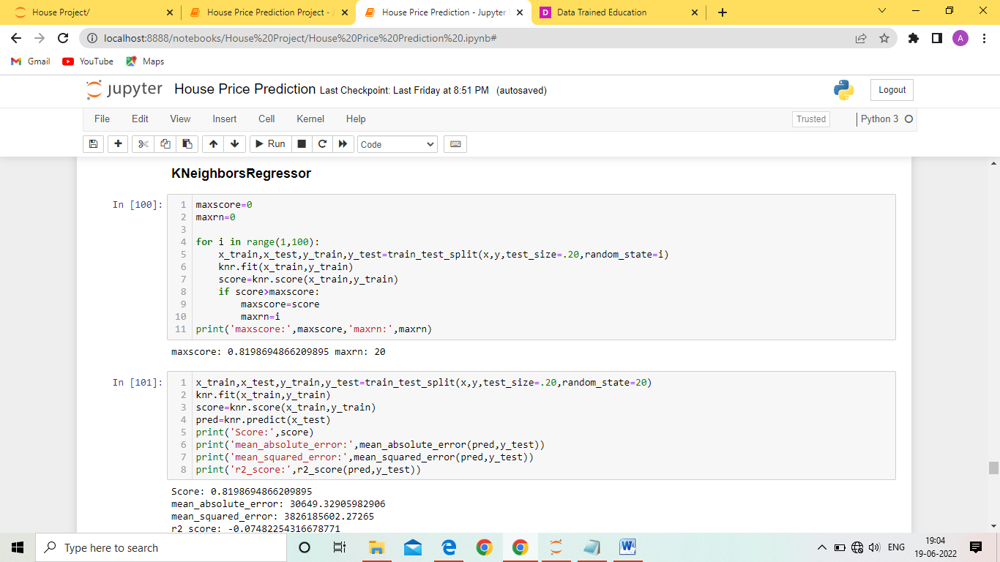 House Project/
House Price Prediction Project - J
House Price Prediction - Jupyter
D Data Trained Education
localhost:8888/notebooks/House%20Project/House%20Price%20Prediction%20.ipynb#
A
Gmail YouTube Maps
jupyter House Price Prediction Last Checkpoint: Last Friday at 8:51 PM (autosaved)
Logout
File Edit View Insert Cell Kernel Help
Trusted
Python 3
Run
Code
KNeighborsRegressor
In [100]:
1 maxscore=0
2 maxrn=0
3
4 for i in range(1,100):
5     x_train,x_test,y_train,y_test=train_test_split(x,y,test_size=.20,random_state=i)
6     knr.fit(x_train,y_train)
7     score=knr.score(x_train,y_train)
8     if score>maxscore:
9         maxscore=score
10         maxrn=i
11 print('maxscore:',maxscore,'maxrn:',maxrn)
maxscore: 0.8198694866209895 maxrn: 20
In [101]:
1 x_train,x_test,y_train,y_test=train_test_split(x,y,test_size=.20,random_state=20)
2 knr.fit(x_train,y_train)
3 score=knr.score(x_train,y_train)
4 pred=knr.predict(x_test)
5 print('Score:',score)
6 print('mean_absolute_error:',mean_absolute_error(pred,y_test))
7 print('mean_squared_error:',mean_squared_error(pred,y_test))
8 print('r2_score:',r2_score(pred,y_test))
Score: 0.8198694866209895
mean_absolute_error: 30649.32905982906
mean_squared_error: 3826185602.27265
r2_score: -0.07482254316678771
Type here to search
ENG
19:04
19-06-2022